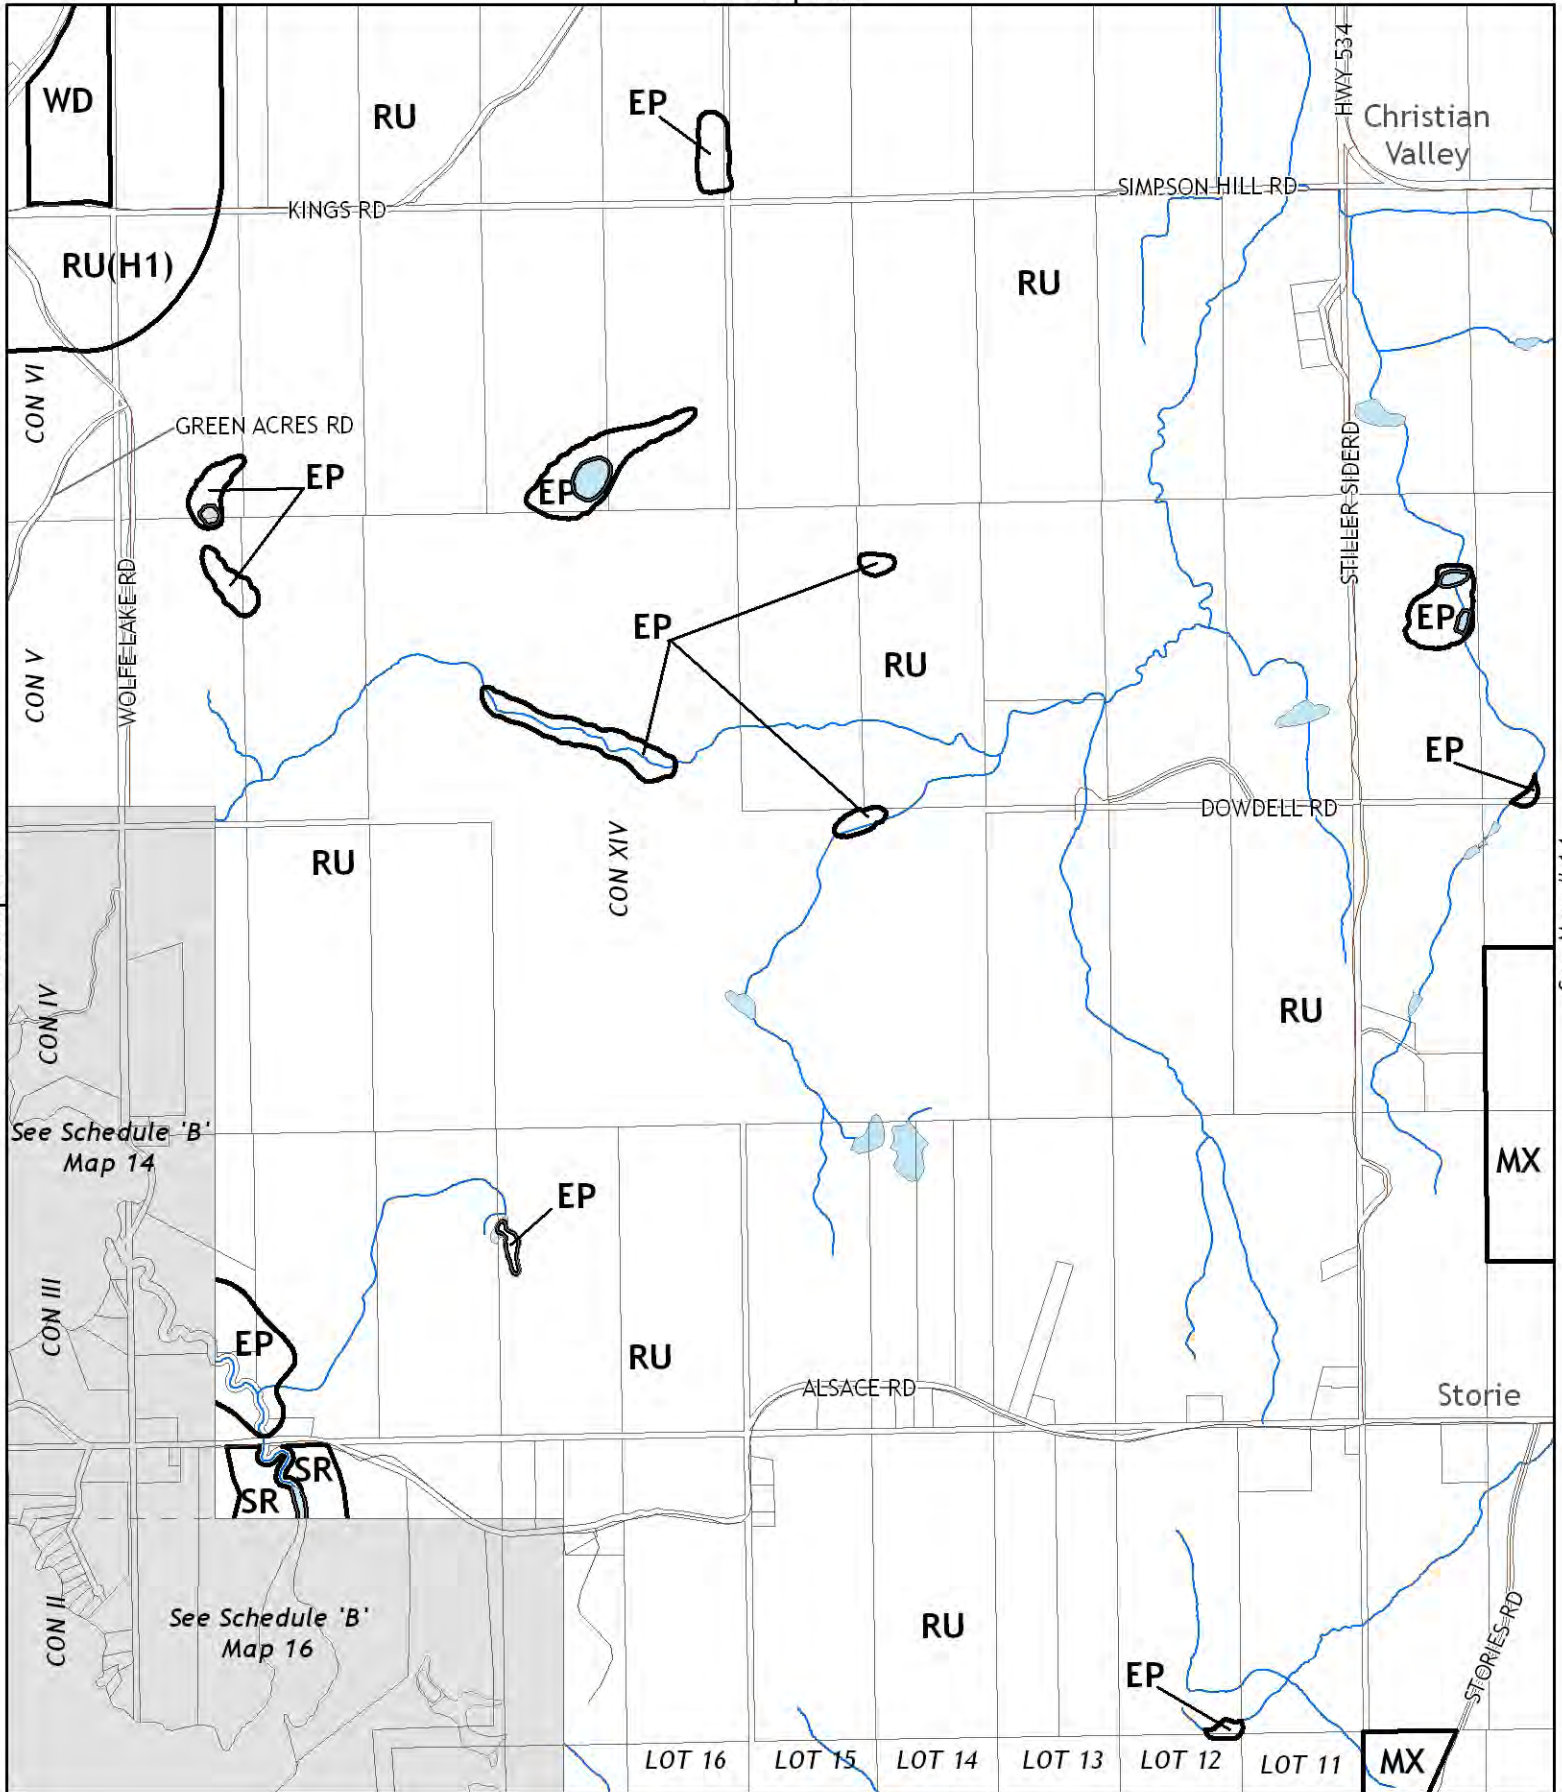 HWY 534
WD
RU
EP
Christian
Valley
SIMPSON HILL RD
KINGS RD
RU(H1)
RU
CON VI
GREEN ACRES RD
EP
EP
STILLER SIDERD
WOLFE LAKE RD
EP
EP
RU
CON V
EP
DOWDELL RD
RU
CON XIV
CON IV
RU
See Schedule 'B'
Map 14
MX
EP
CON III
EP
RU
ALSACE RD
Storie
SR
SR
CON II
See Schedule 'B'
Map 16
RU
STORIES RD
EP
LOT 16
LOT 15
LOT 14
LOT 13
LOT 12
LOT 11
MX